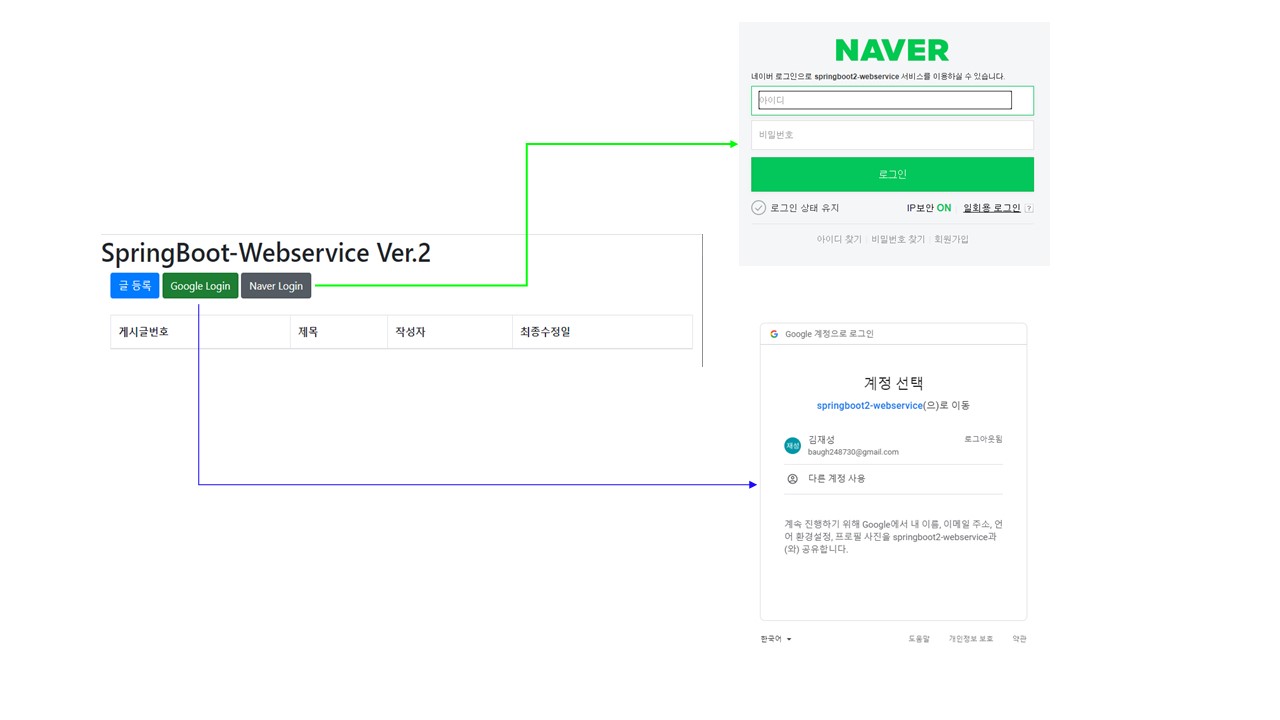 SpringBoot-Webservice Ver.2
글 등록 Google Login Naver Login
게시글번호 제목 작성자 최종수정일
NAVER
네이버 로그인으로 springboot2-webservice 서비스를 이용하실 수 있습니다.
아이디
비밀번호
로그인
로그인 상태 유지 IP보안 ON 일회용 로그인 ?
아이디 찾기 비밀번호 찾기 회원가입
G Google 계정으로 로그인
계정 선택
springboot2-webservice(으)로 이동
재성 김재성 로그아웃됨
baugh248730@gmail.com
다른 계정 사용
계속 진행하기 위해 Google에서 내 이름, 이메일 주소, 언
어 환경설정, 프로필 사진을 springboot2-webservice과
(와) 공유합니다.
한국어 도움말 개인정보 보호 약관